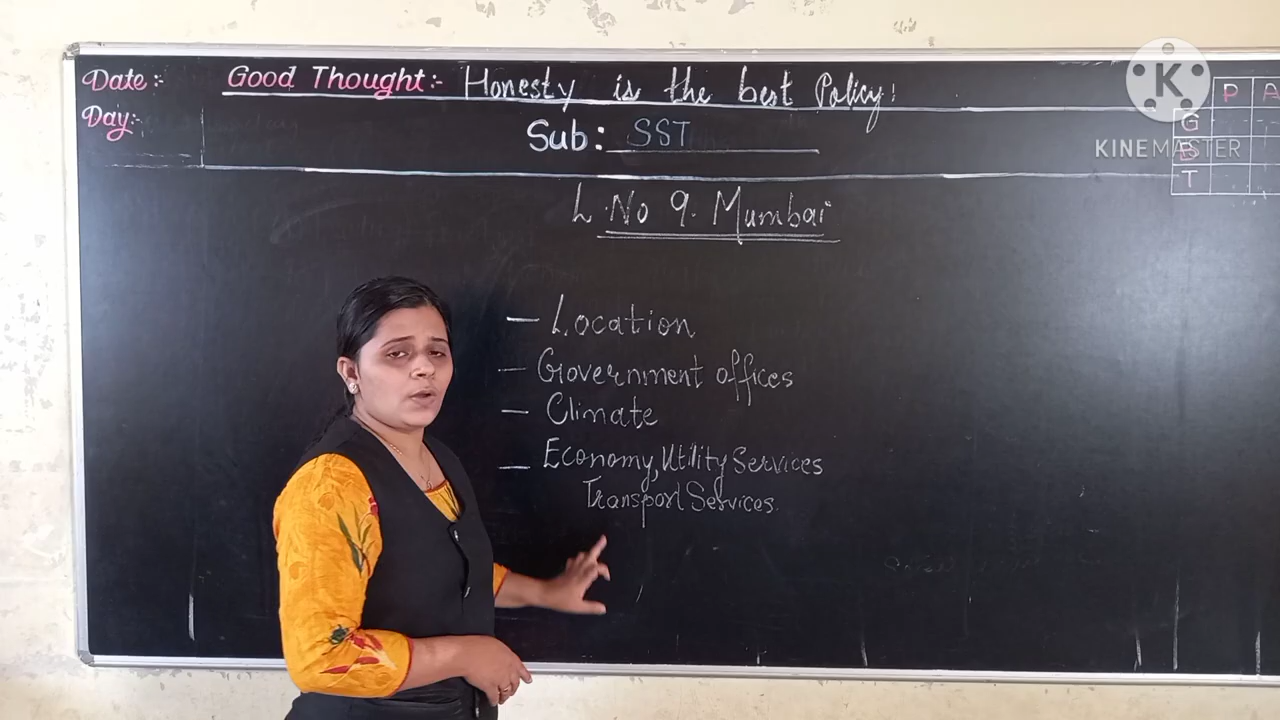 Date:-
Good Thought:- Honesty is the best Policy!
Day:-
Sub: SST
P A
G
B
T
KINEMASTER
K
L.No 9. Mumbai
— Location
— Government offices
— Climate
— Economy, Utility Services
Transport Services.